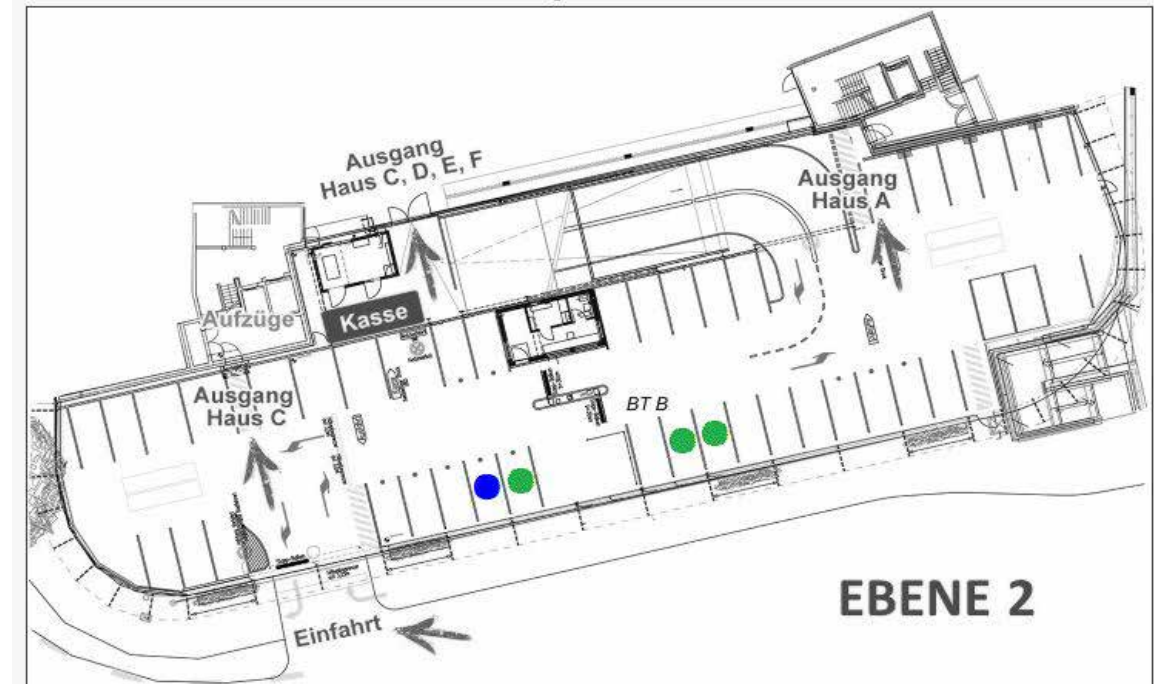 Ausgang
Haus C, D, E, F
Ausgang
Haus A
Aufzüge
Kasse
Ausgang
Haus C
BT B
EBENE 2
Einfahrt